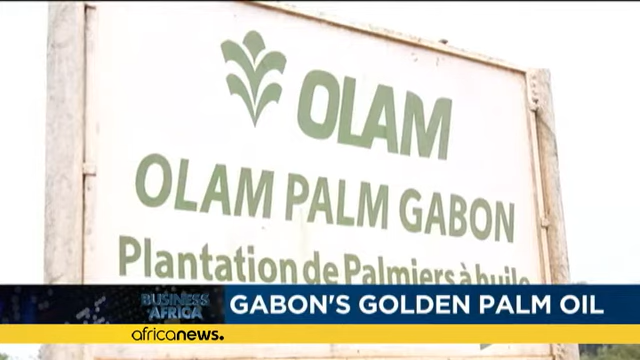 OLAM
OLAM PALM GABON
Plantation de Palmiers à huile
BUSINESS AFRICA
GABON'S GOLDEN PALM OIL
africanews.